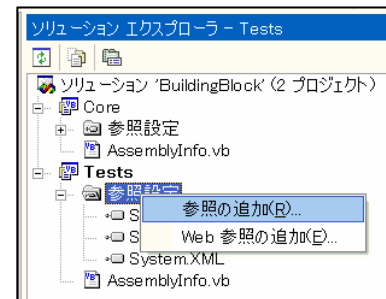 ソリューション エクスプローラ - Tests
ソリューション 'BuildingBlock' (2 プロジェクト)
Core
参照設定
AssemblyInfo.vb
Tests
参照設定
参照の追加(R)...
S
S
Web 参照の追加(E)...
System.XML
AssemblyInfo.vb